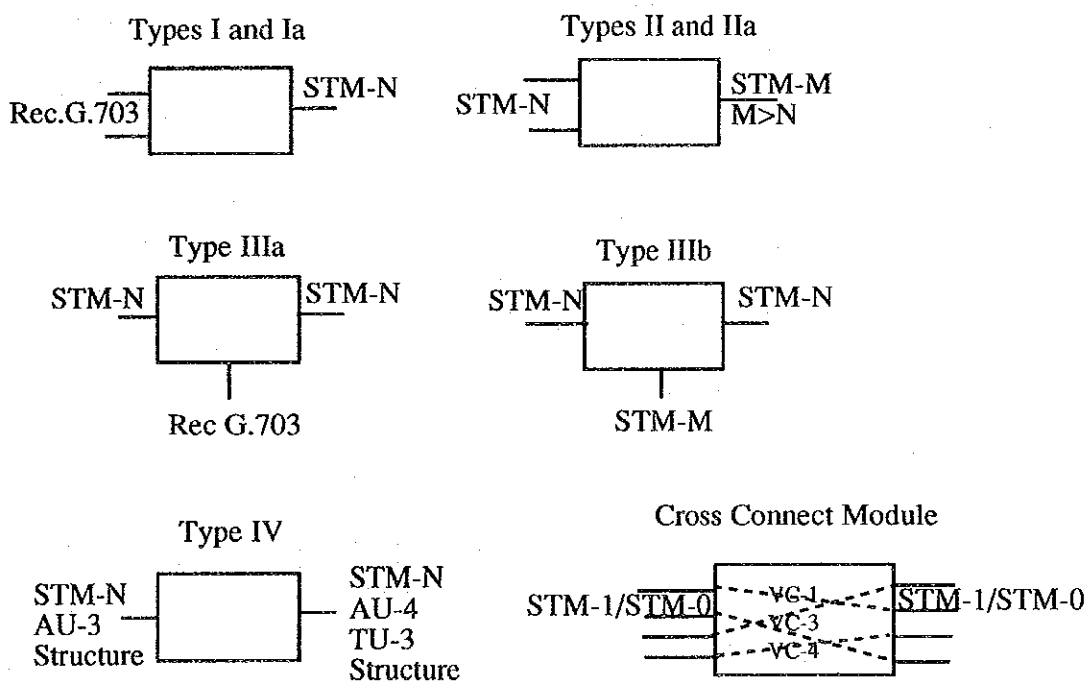 Types I and Ia
Rec.G.703
STM-N
Types II and IIa
STM-N
STM-M
M>N
Type IIIa
STM-N
STM-N
Rec G.703
Type IIIb
STM-N
STM-N
STM-M
Type IV
STM-N
AU-3
Structure
STM-N
AU-4
TU-3
Structure
Cross Connect Module
STM-1/STM-0
VC-1
VC-3
VC-4
STM-1/STM-0